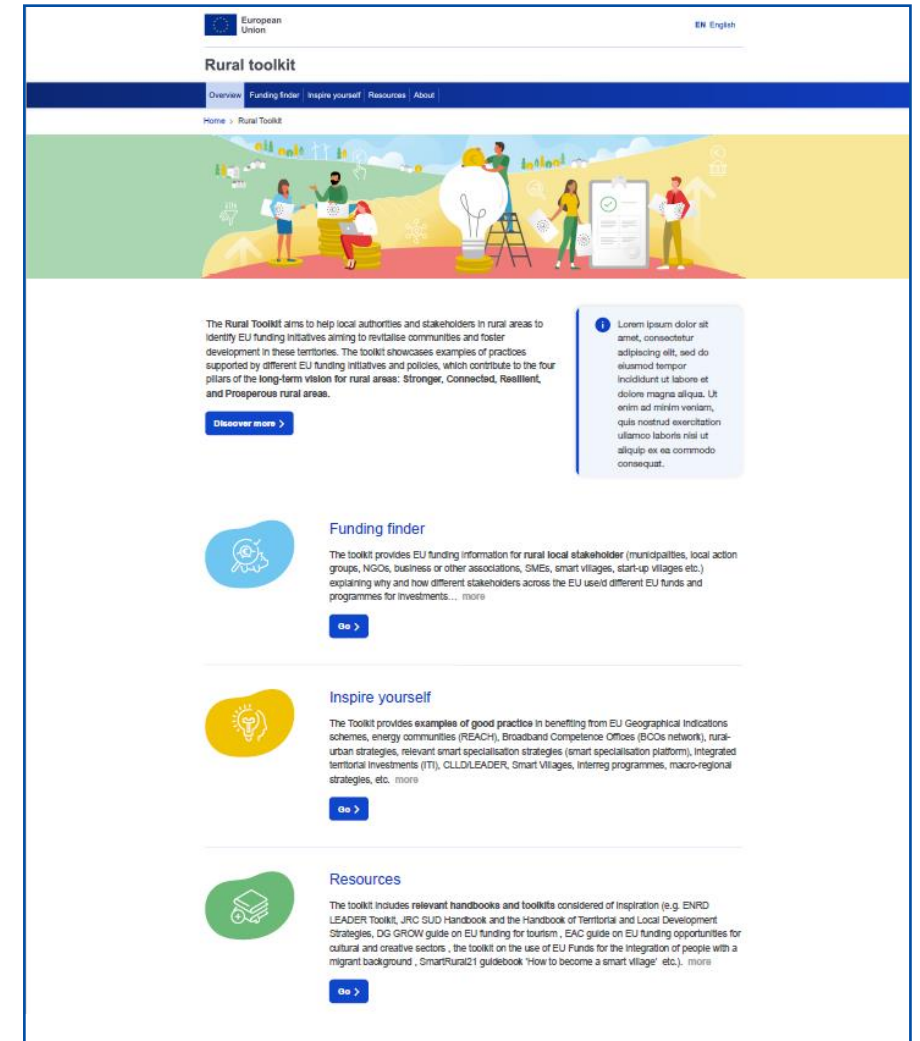 European
Union
EN English
Rural toolkit
Overview Funding finder Inspire yourself Resources About
Home > Rural Toolkit
The Rural Toolkit aims to help local authorities and stakeholders in rural areas to
identify EU funding initiatives aiming to revitalise communities and foster
development in these territories. The toolkit showcases examples of practices
supported by different EU funding initiatives and policies, which contribute to the four
pillars of the long-term vision for rural areas: Stronger, Connected, Resilient,
and Prosperous rural areas.
Discover more >
Lorem ipsum dolor sit
amet, consectetur
adipiscing elit, sed do
eiusmod tempor
incididunt ut labore et
dolore magna aliqua. Ut
enim ad minim veniam,
quis nostrud exercitation
ullamco laboris nisi ut
aliquip ex ea commodo
consequat.
Funding finder
The toolkit provides EU funding information for rural local stakeholder (municipalities, local action
groups, NGOs, business or other associations, SMEs, smart villages, start-up villages etc.)
explaining why and how different stakeholders across the EU use/d different EU funds and
programmes for investments… more
Go >
Inspire yourself
The Toolkit provides examples of good practice in benefiting from EU Geographical Indications
schemes, energy communities (REACH), Broadband Competence Offices (BCOs network), rural-
urban strategies, relevant smart specialisation strategies (smart specialisation platform), integrated
territorial investments (ITI), CLLD/LEADER, Smart Villages, Interreg programmes, macro-regional
strategies, etc. more
Go >
Resources
The toolkit includes relevant handbooks and toolkits considered of inspiration (e.g. ENRD
LEADER Toolkit, JRC SUD Handbook and the Handbook of Territorial and Local Development
Strategies, DG GROW guide on EU funding for tourism , EAC guide on EU funding opportunities for
cultural and creative sectors , the toolkit on the use of EU Funds for the integration of people with a
migrant background , SmartRural21 guidebook 'How to become a smart village' etc.). more
Go >